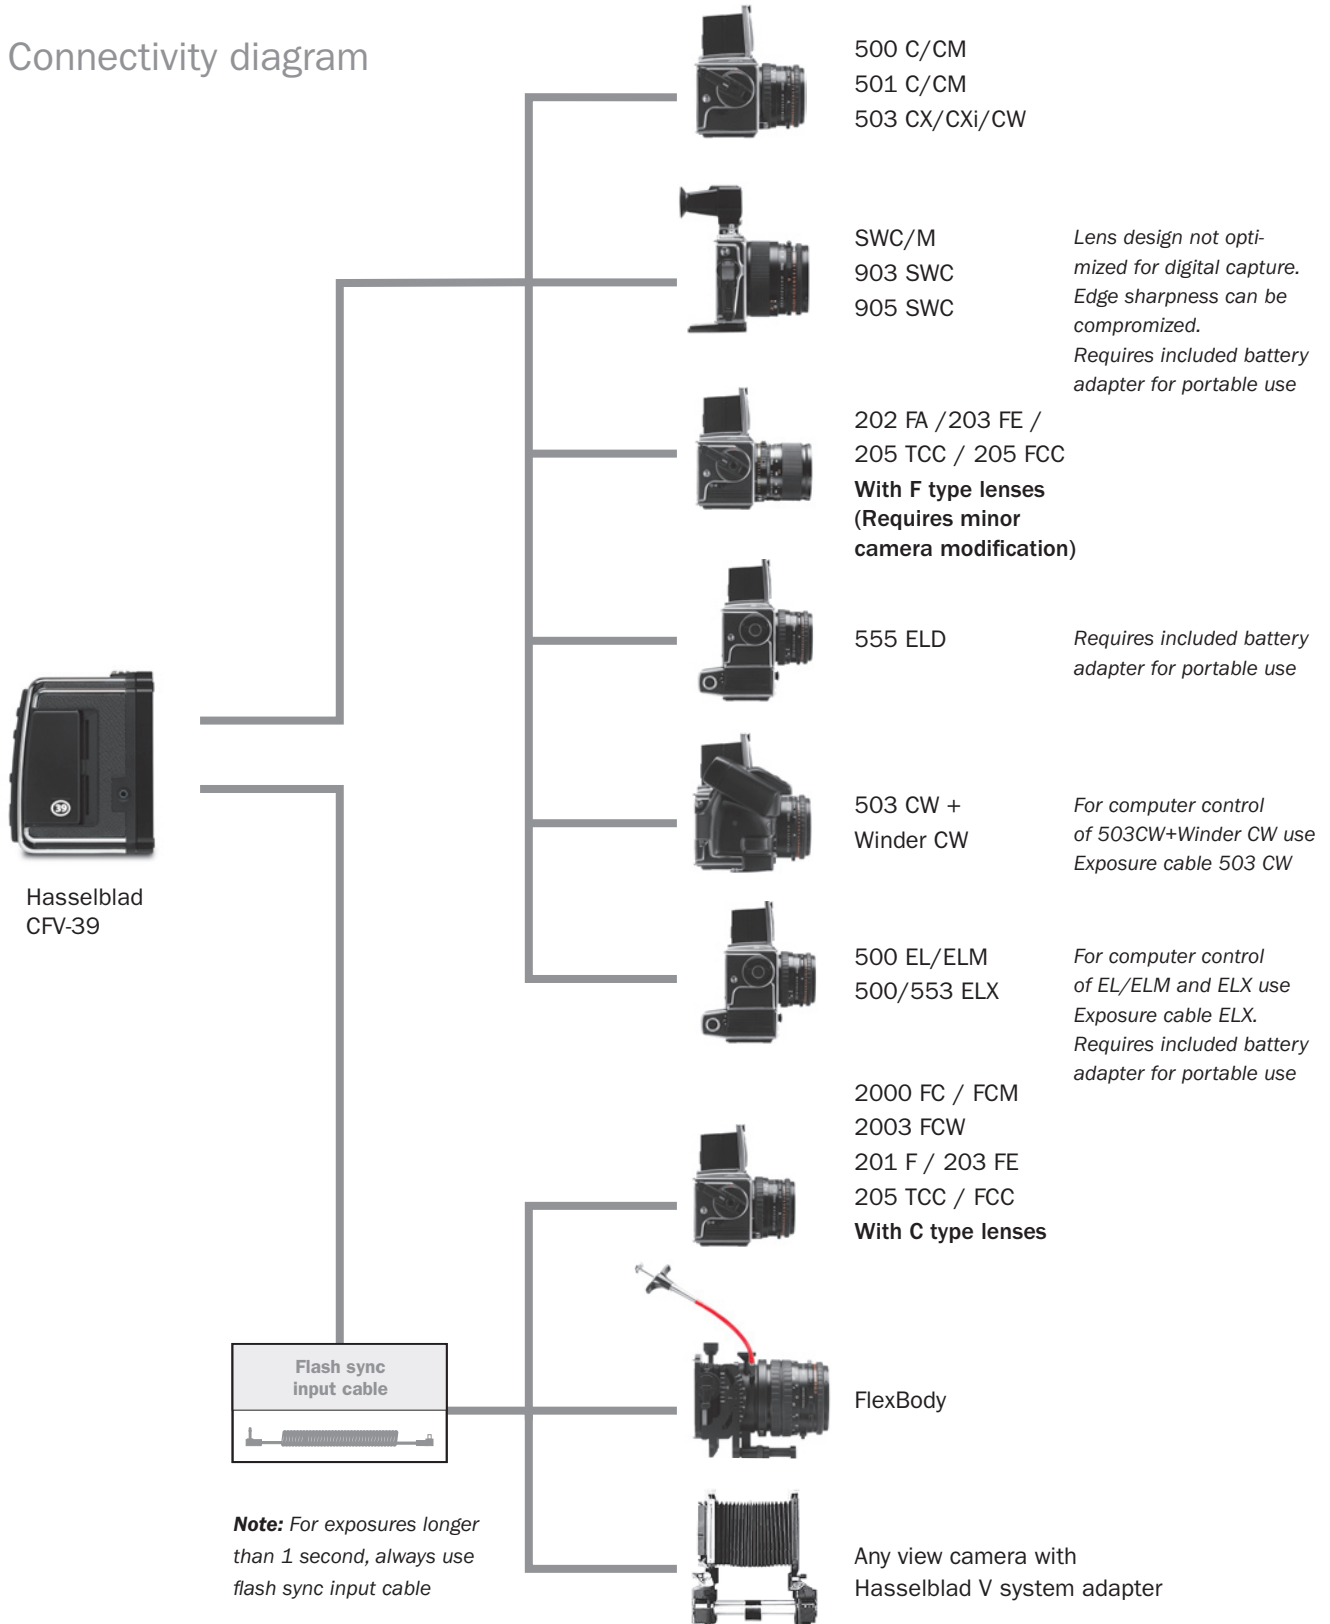 Connectivity diagram
500 C/CM
501 C/CM
503 CX/CXi/CW
SWC/M
903 SWC
905 SWC
Lens design not opti-
mized for digital capture.
Edge sharpness can be
compromized.
Requires included battery
adapter for portable use
202 FA /203 FE /
205 TCC / 205 FCC
With F type lenses
(Requires minor
camera modification)
555 ELD
Requires included battery
adapter for portable use
39
Hasselblad
CFV-39
503 CW +
Winder CW
For computer control
of 503CW+Winder CW use
Exposure cable 503 CW
500 EL/ELM
500/553 ELX
For computer control
of EL/ELM and ELX use
Exposure cable ELX.
Requires included battery
adapter for portable use
2000 FC / FCM
2003 FCW
201 F / 203 FE
205 TCC / FCC
With C type lenses
Flash sync
input cable
FlexBody
Note: For exposures longer
than 1 second, always use
flash sync input cable
Any view camera with
Hasselblad V system adapter